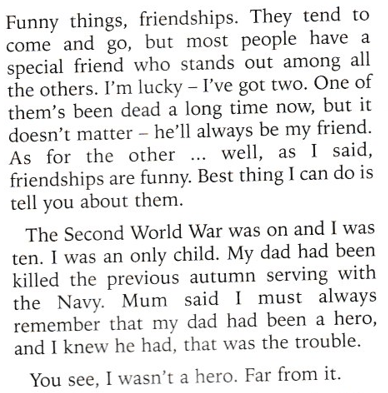 Funny things, friendships. They tend to
come and go, but most people have a
special friend who stands out among all
the others. I'm lucky – I've got two. One of
them's been dead a long time now, but it
doesn't matter – he'll always be my friend.
As for the other ... well, as I said,
friendships are funny. Best thing I can do is
tell you about them.
The Second World War was on and I was
ten. I was an only child. My dad had been
killed the previous autumn serving with
the Navy. Mum said I must always
remember that my dad had been a hero,
and I knew he had, that was the trouble.
You see, I wasn't a hero. Far from it.